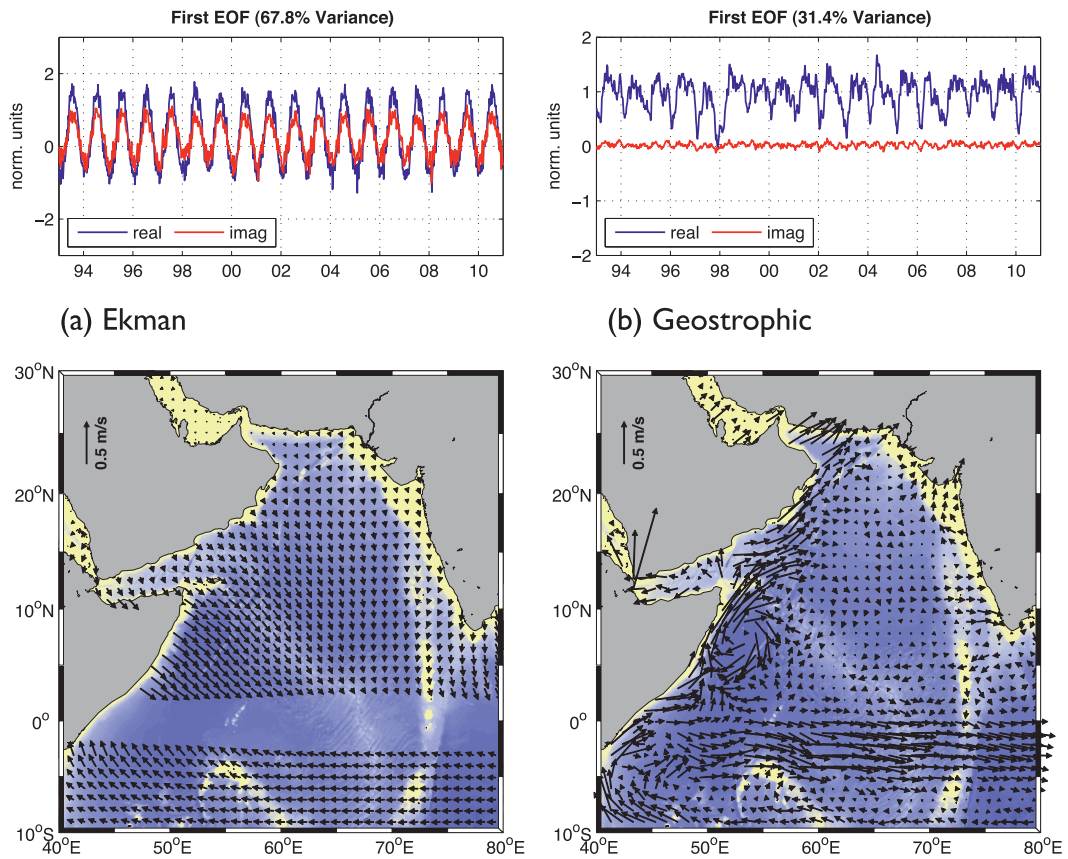 First EOF (67.8% Variance)
norm. units
2
0
−2
real imag
94 96 98 00 02 04 06 08 10
(a) Ekman
First EOF (31.4% Variance)
norm. units
2
1
0
−1
−2
real imag
94 96 98 00 02 04 06 08 10
(b) Geostrophic
30°N
20°N
10°N
0°
10°S
0.5 m/s
40°E 50°E 60°E 70°E 80°E
30°N
20°N
10°N
0°
10°S
0.5 m/s
40°E 50°E 60°E 70°E 80°E